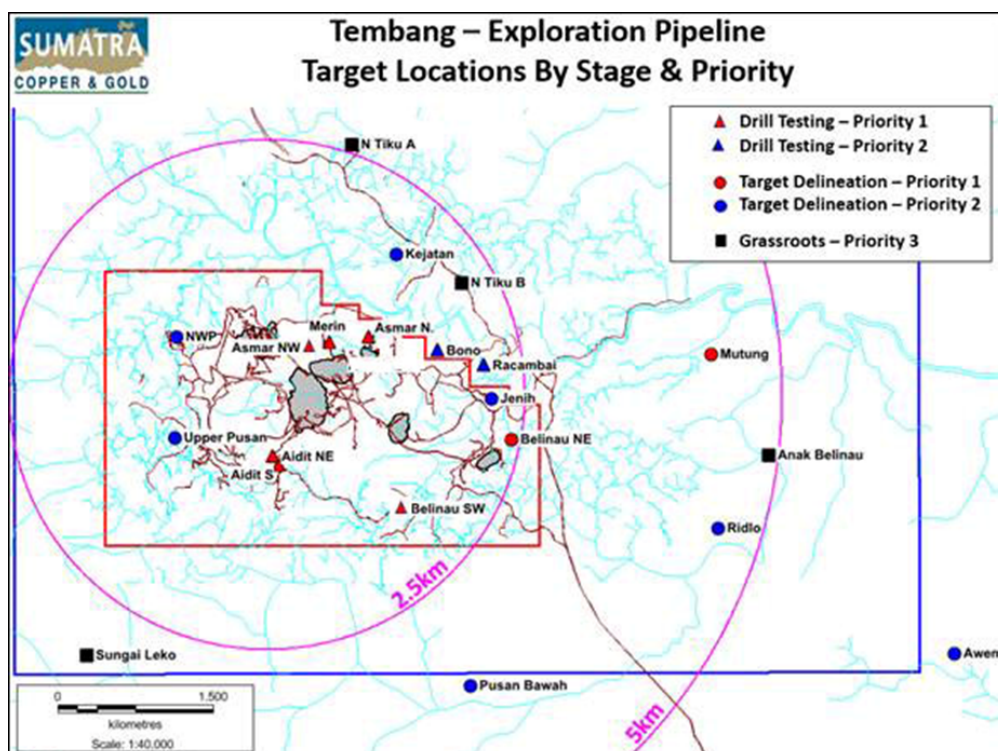 SUMATRA
COPPER & GOLD
Tembang – Exploration Pipeline
Target Locations By Stage & Priority
Drill Testing – Priority 1
Drill Testing – Priority 2
Target Delineation – Priority 1
Target Delineation – Priority 2
Grassroots – Priority 3
N Tiku A
Kejatan
N Tiku B
NWP
Merin
Asmar N.
Asmar NW
Bono
Racambai
Mutung
Jenih
Upper Pusan
Belinau NE
Aidit NE
Anak Belinau
Aidit S
Belinau SW
Ridlo
2.5km
Sungai Leko
Awen
Pusan Bawah
5km
0 1.500
kilometres
Scale: 1:40.000